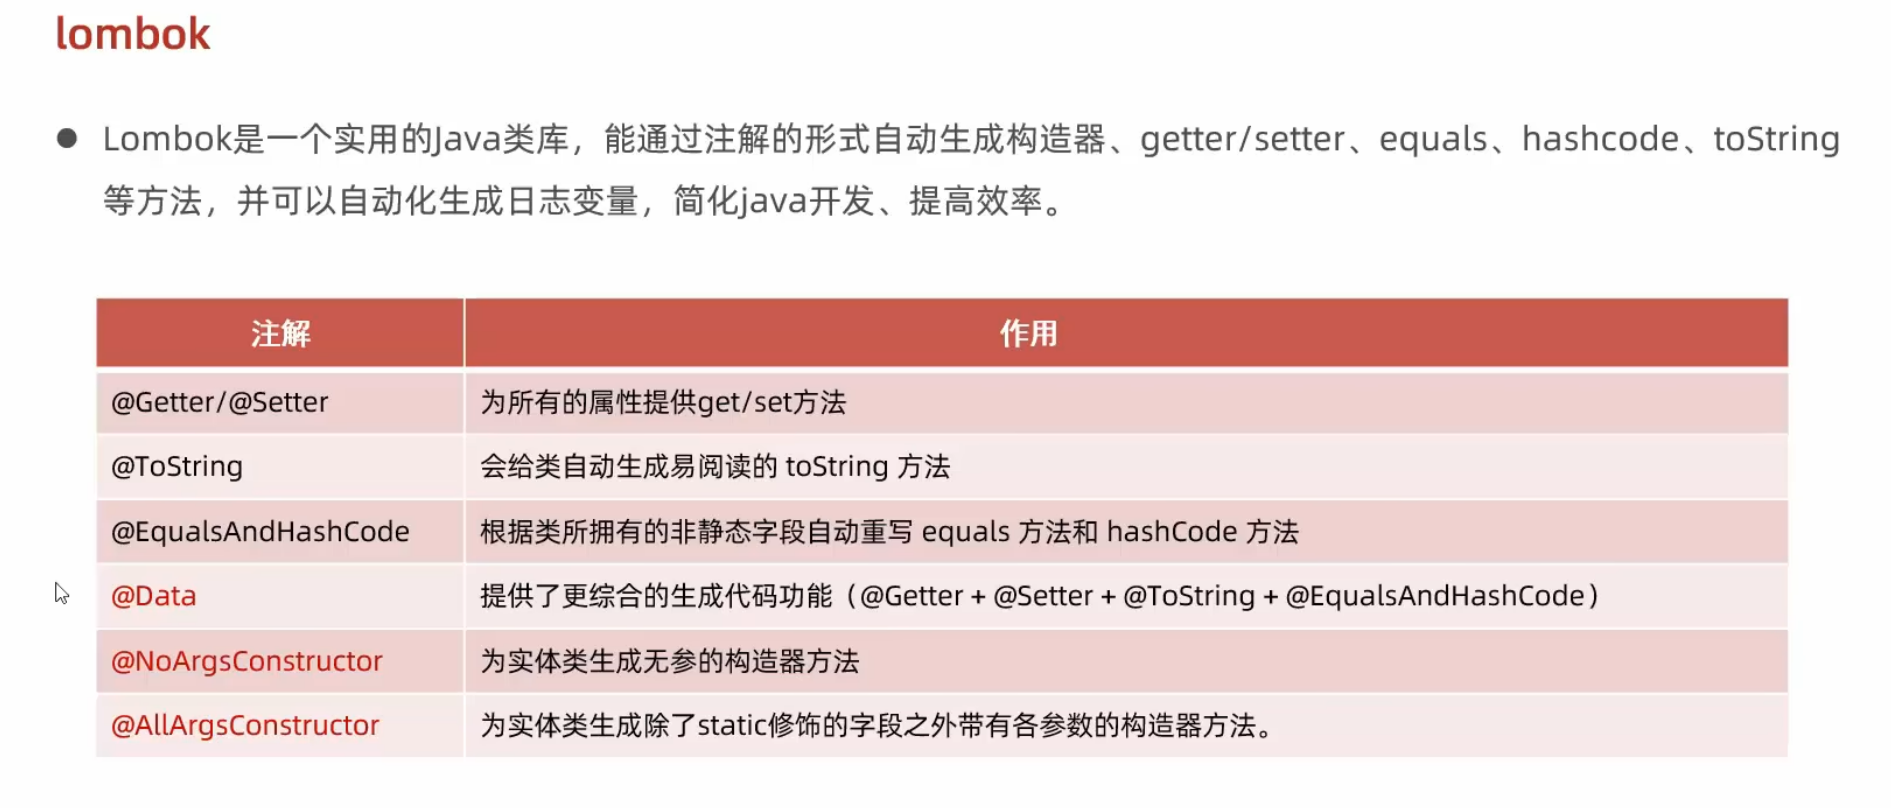 lombok
● Lombok是一个实用的Java类库，能通过注解的形式自动生成构造器、getter/setter、equals、hashcode、toString
等方法，并可以自动化生成日志变量，简化java开发、提高效率。
注解 作用
@Getter/@Setter 为所有的属性提供get/set方法
@ToString 会给类自动生成易阅读的 toString 方法
@EqualsAndHashCode 根据类所拥有的非静态字段自动重写 equals 方法和 hashCode 方法
@Data 提供了更综合的生成代码功能（@Getter + @Setter + @ToString + @EqualsAndHashCode）
@NoArgsConstructor 为实体类生成无参的构造器方法
@AllArgsConstructor 为实体类生成除了static修饰的字段之外带有各参数的构造器方法。